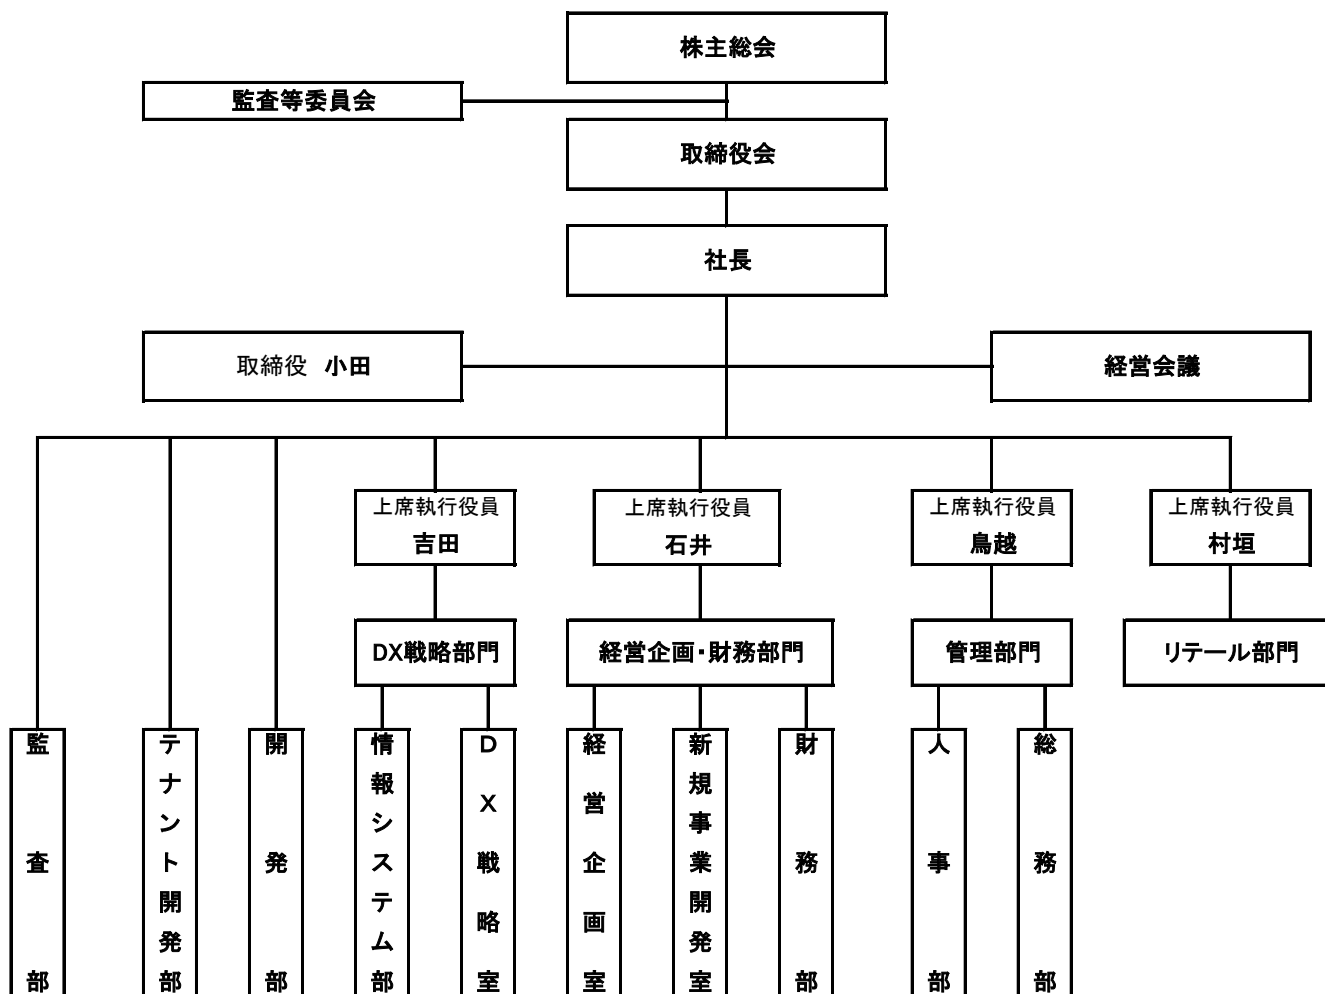 株主総会
監査等委員会
取締役会
社長
取締役 小田
経営会議
上席執行役員
吉田
上席執行役員
石井
上席執行役員
鳥越
上席執行役員
村垣
DX戦略部門
経営企画・財務部門
管理部門
リテール部門
監査部
テナント開発部
開発部
情報システム部
DX戦略室
経営企画室
新規事業開発室
財務部
人事部
総務部